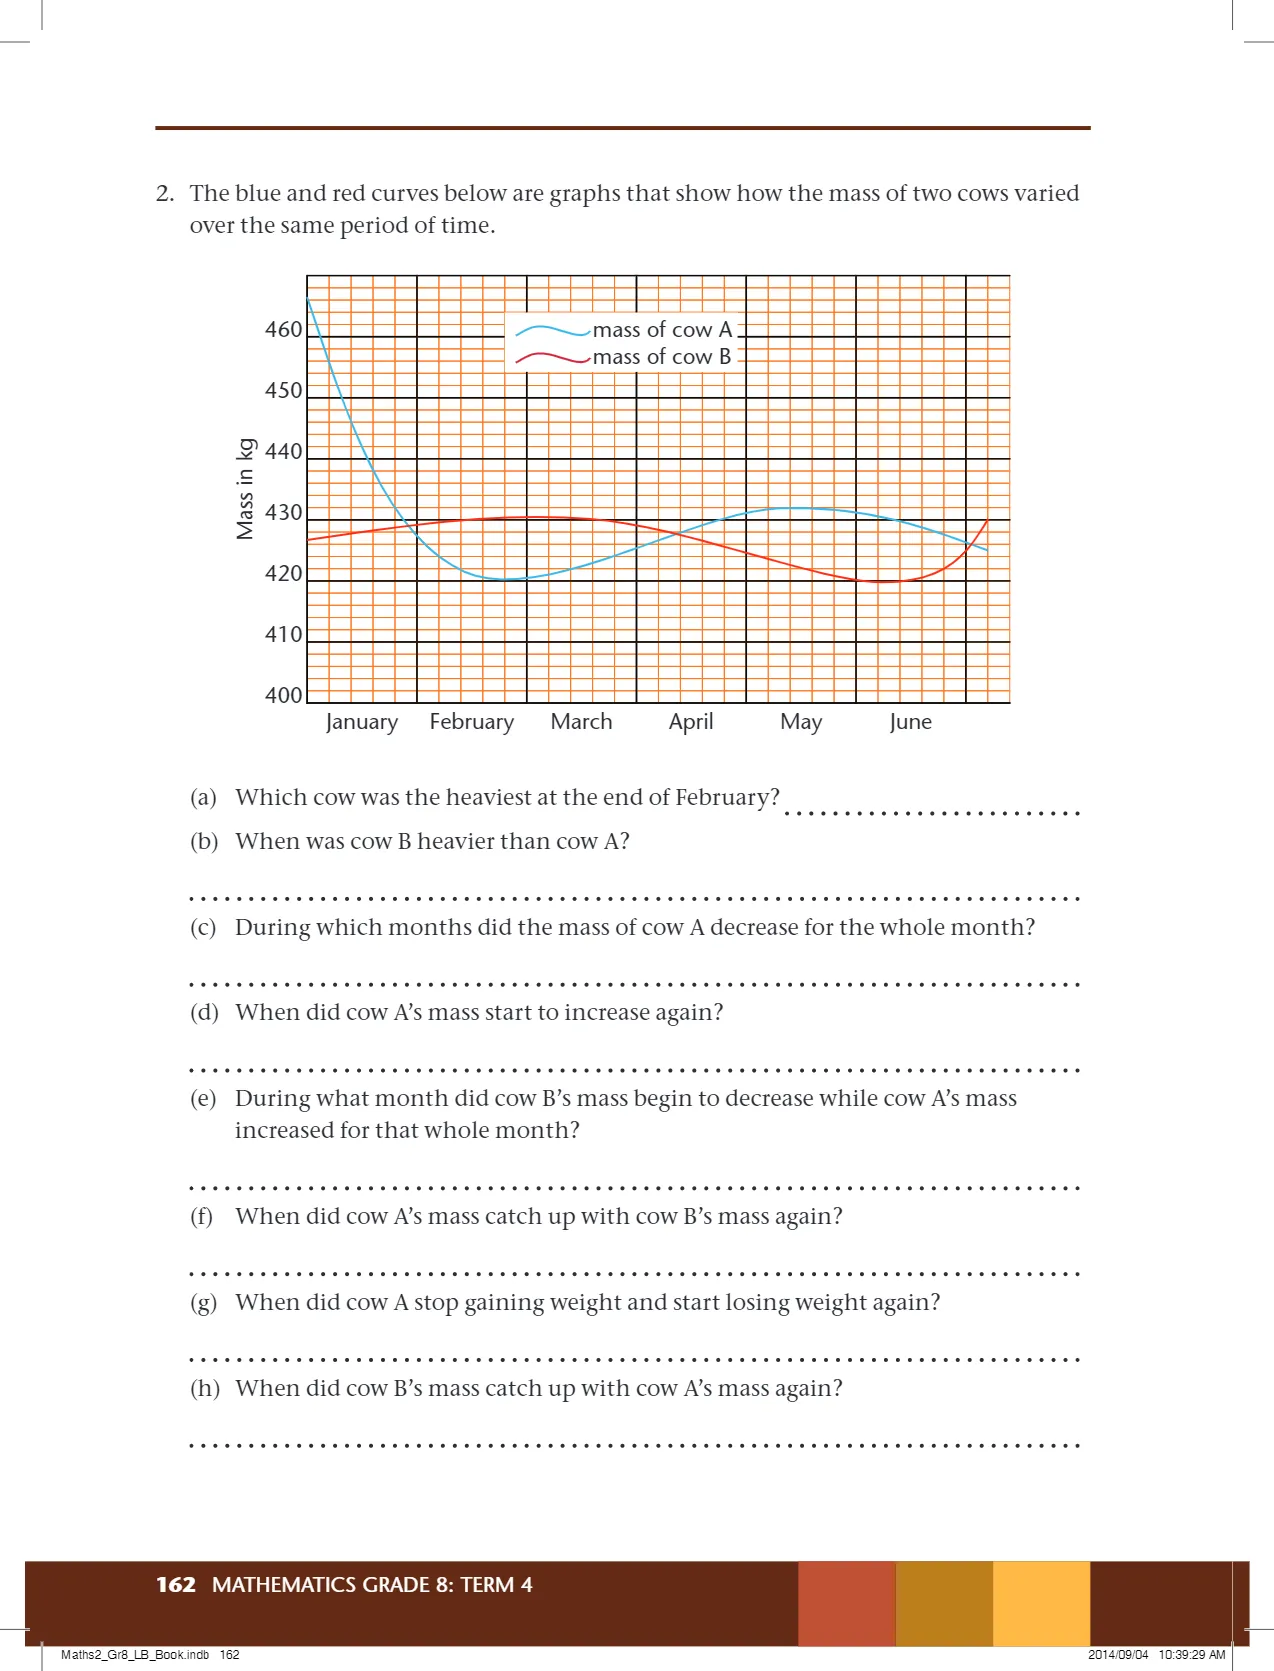 2. The blue and red curves below are graphs that show how the mass of two cows varied
over the same period of time.
mass of cow A
mass of cow B
Mass in kg
460
450
440
430
420
410
400
January February March April May June
(a) Which cow was the heaviest at the end of February?
(b) When was cow B heavier than cow A?
(c) During which months did the mass of cow A decrease for the whole month?
(d) When did cow A’s mass start to increase again?
(e) During what month did cow B’s mass begin to decrease while cow A’s mass
increased for that whole month?
(f) When did cow A’s mass catch up with cow B’s mass again?
(g) When did cow A stop gaining weight and start losing weight again?
(h) When did cow B’s mass catch up with cow A’s mass again?
162 MATHEMATICS GRADE 8: TERM 4
Maths2_Gr8_LB_Book.indb 162 2014/09/04 10:39:29 AM